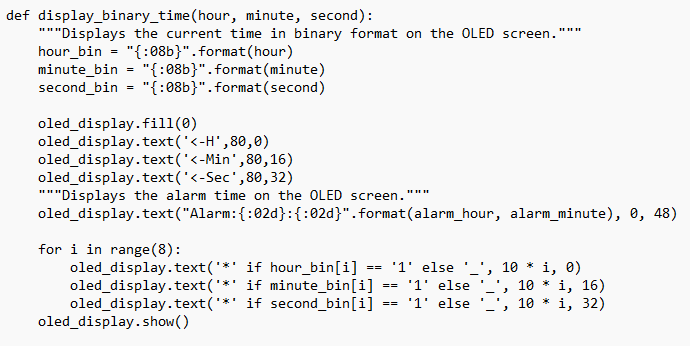 def display_binary_time(hour, minute, second):
    """Displays the current time in binary format on the OLED screen."""
    hour_bin = "{:08b}".format(hour)
    minute_bin = "{:08b}".format(minute)
    second_bin = "{:08b}".format(second)

    oled_display.fill(0)
    oled_display.text('<-H',80,0)
    oled_display.text('<-Min',80,16)
    oled_display.text('<-Sec',80,32)
    """Displays the alarm time on the OLED screen."""
    oled_display.text("Alarm:{:02d}:{:02d}".format(alarm_hour, alarm_minute), 0, 48)

    for i in range(8):
        oled_display.text('*' if hour_bin[i] == '1' else '_', 10 * i, 0)
        oled_display.text('*' if minute_bin[i] == '1' else '_', 10 * i, 16)
        oled_display.text('*' if second_bin[i] == '1' else '_', 10 * i, 32)
    oled_display.show()